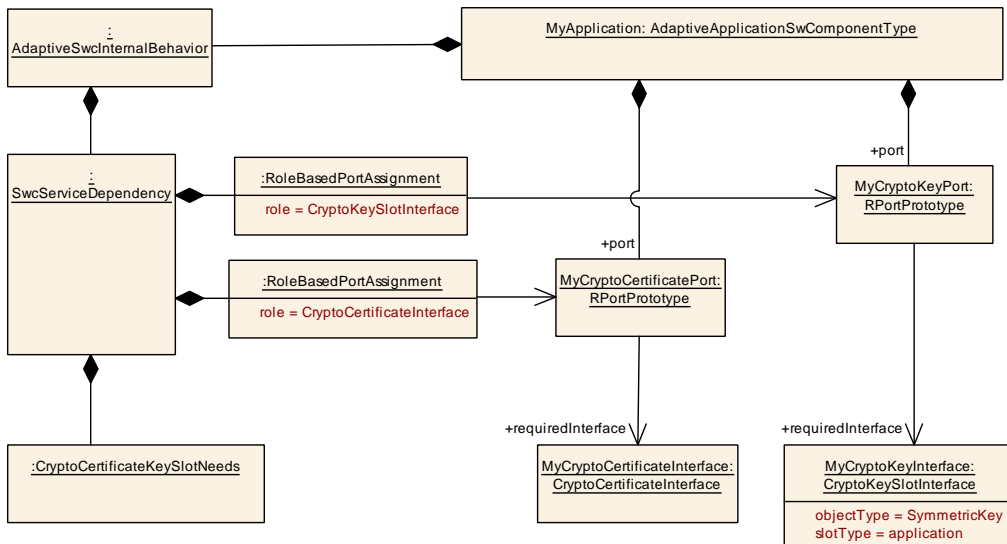 :
AdaptiveSwcInternalBehavior
MyApplication: AdaptiveApplicationSwComponentType
:
SwcServiceDependency
:RoleBasedPortAssignment
role = CryptoKeySlotInterface
+port
MyCryptoKeyPort:
RPortPrototype
+port
:RoleBasedPortAssignment
role = CryptoCertificateInterface
MyCryptoCertificatePort:
RPortPrototype
+requiredInterface
+requiredInterface
:CryptoCertificateKeySlotNeeds
MyCryptoCertificateInterface:
CryptoCertificateInterface
MyCryptoKeyInterface:
CryptoKeySlotInterface
objectType = SymmetricKey
slotType = application